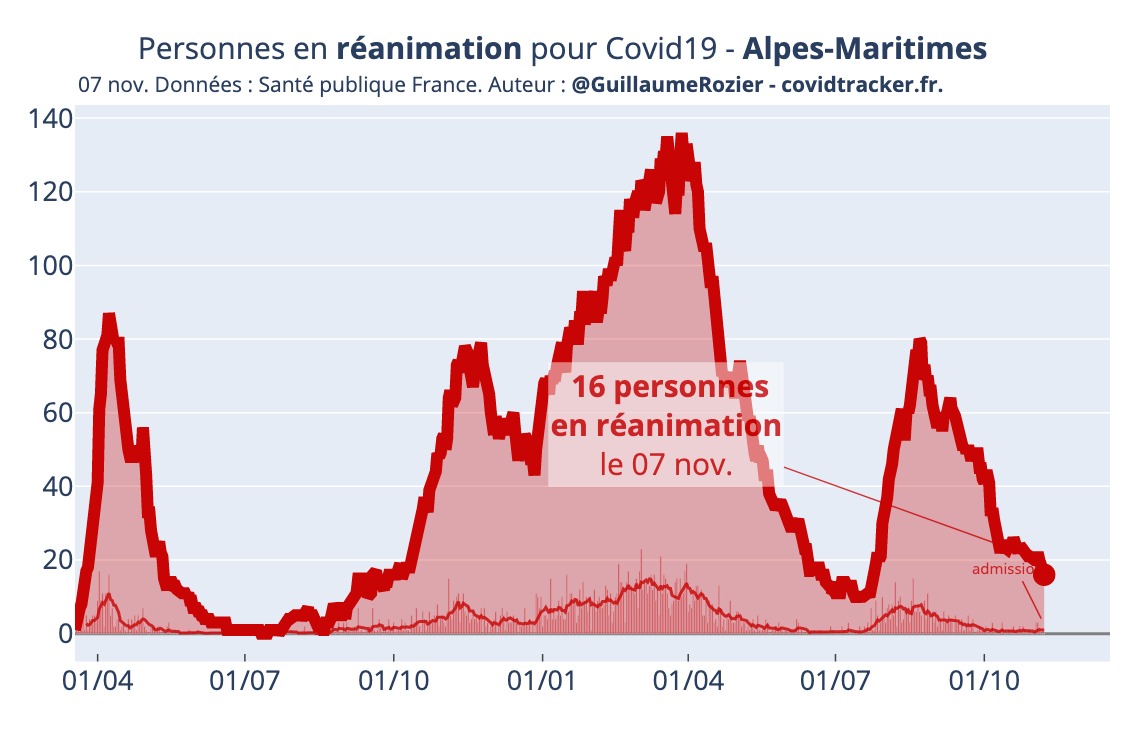 Personnes en réanimation pour Covid19 - Alpes-Maritimes
07 nov. Données : Santé publique France. Auteur : @GuillaumeRozier - covidtracker.fr.
140
120
100
80
60
40
20
0
16 personnes
en réanimation
le 07 nov.
admissio
01/04
01/07
01/10
01/01
01/04
01/07
01/10